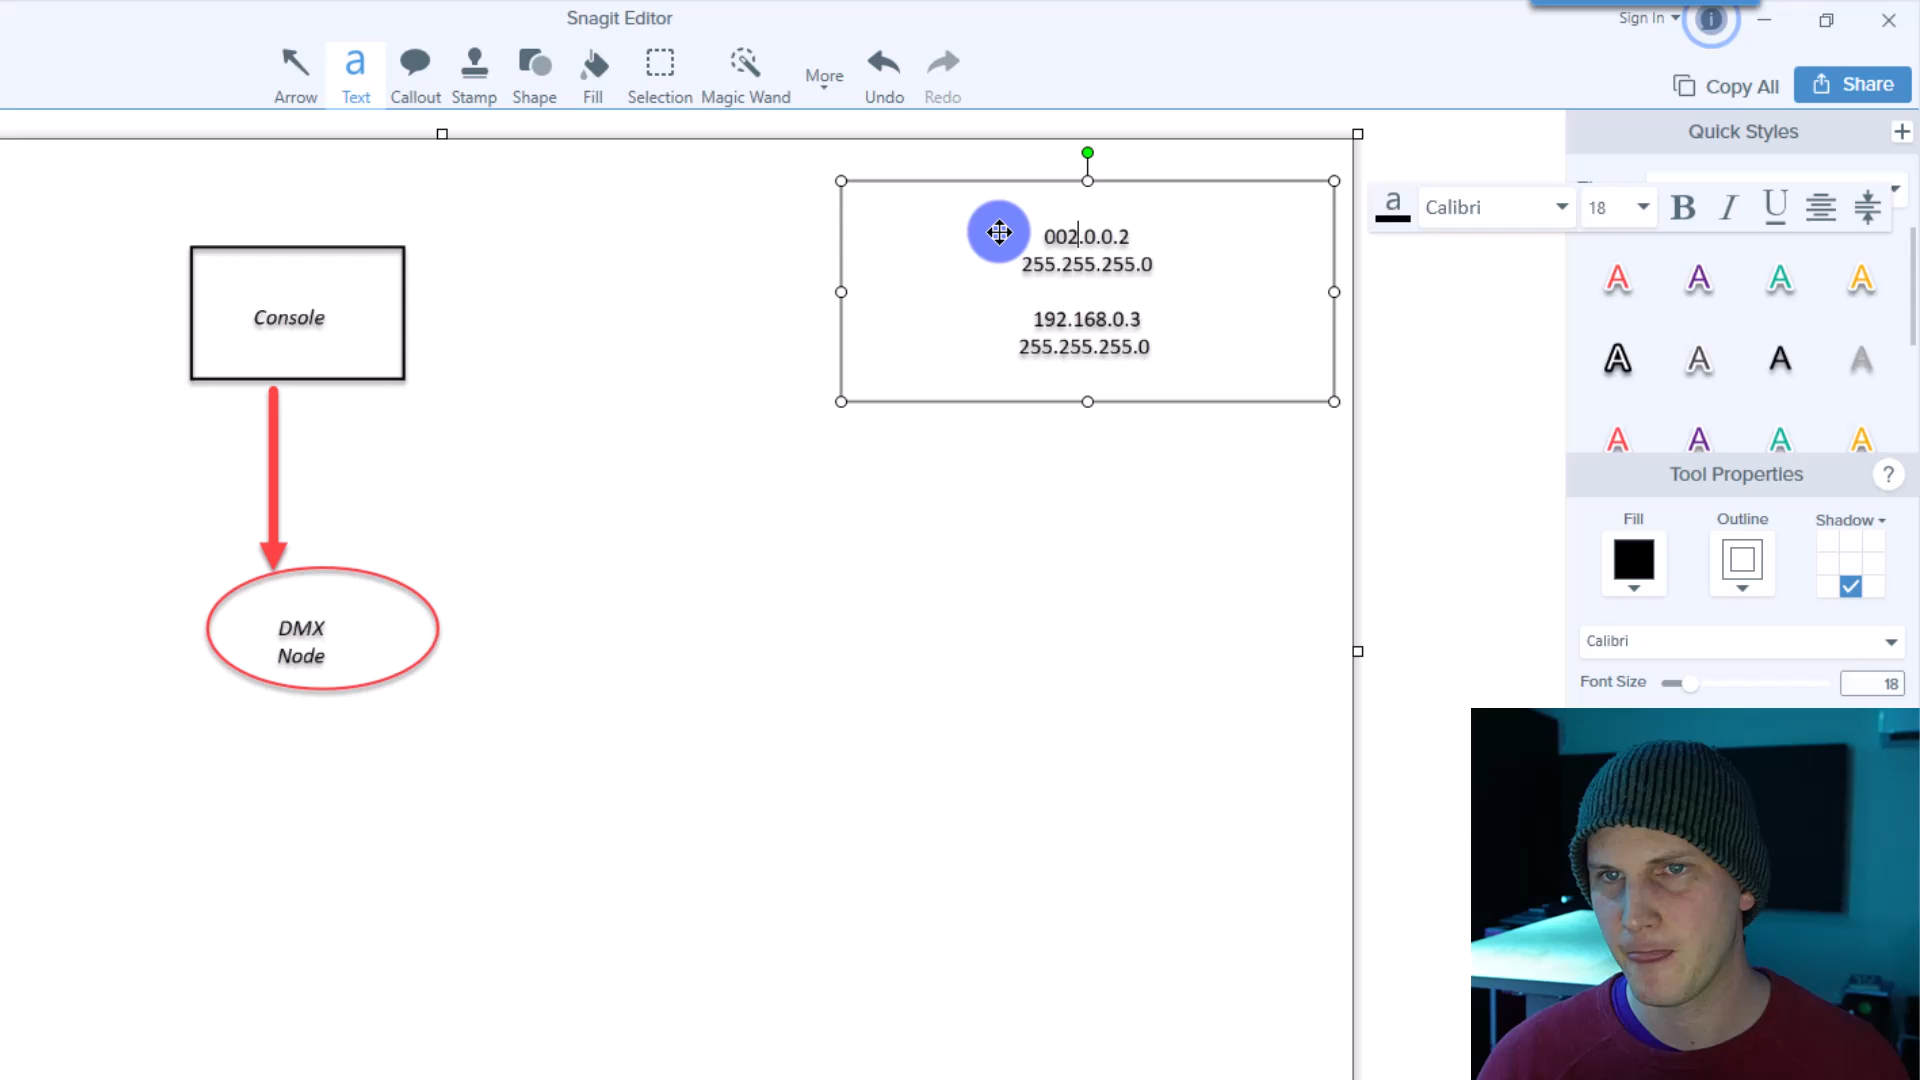 Snagit Editor
Sign In
Arrow
Text
Callout
Stamp
Shape
Fill
Selection
Magic Wand
More
Undo
Redo
Copy All
Share
Quick Styles
a Calibri 18 B I U
002.0.0.2
255.255.255.0
192.168.0.3
255.255.255.0
Console
DMX
Node
A A A A
A A A A
A A A A
Tool Properties
?
Fill
Outline
Shadow
Calibri
Font Size
18